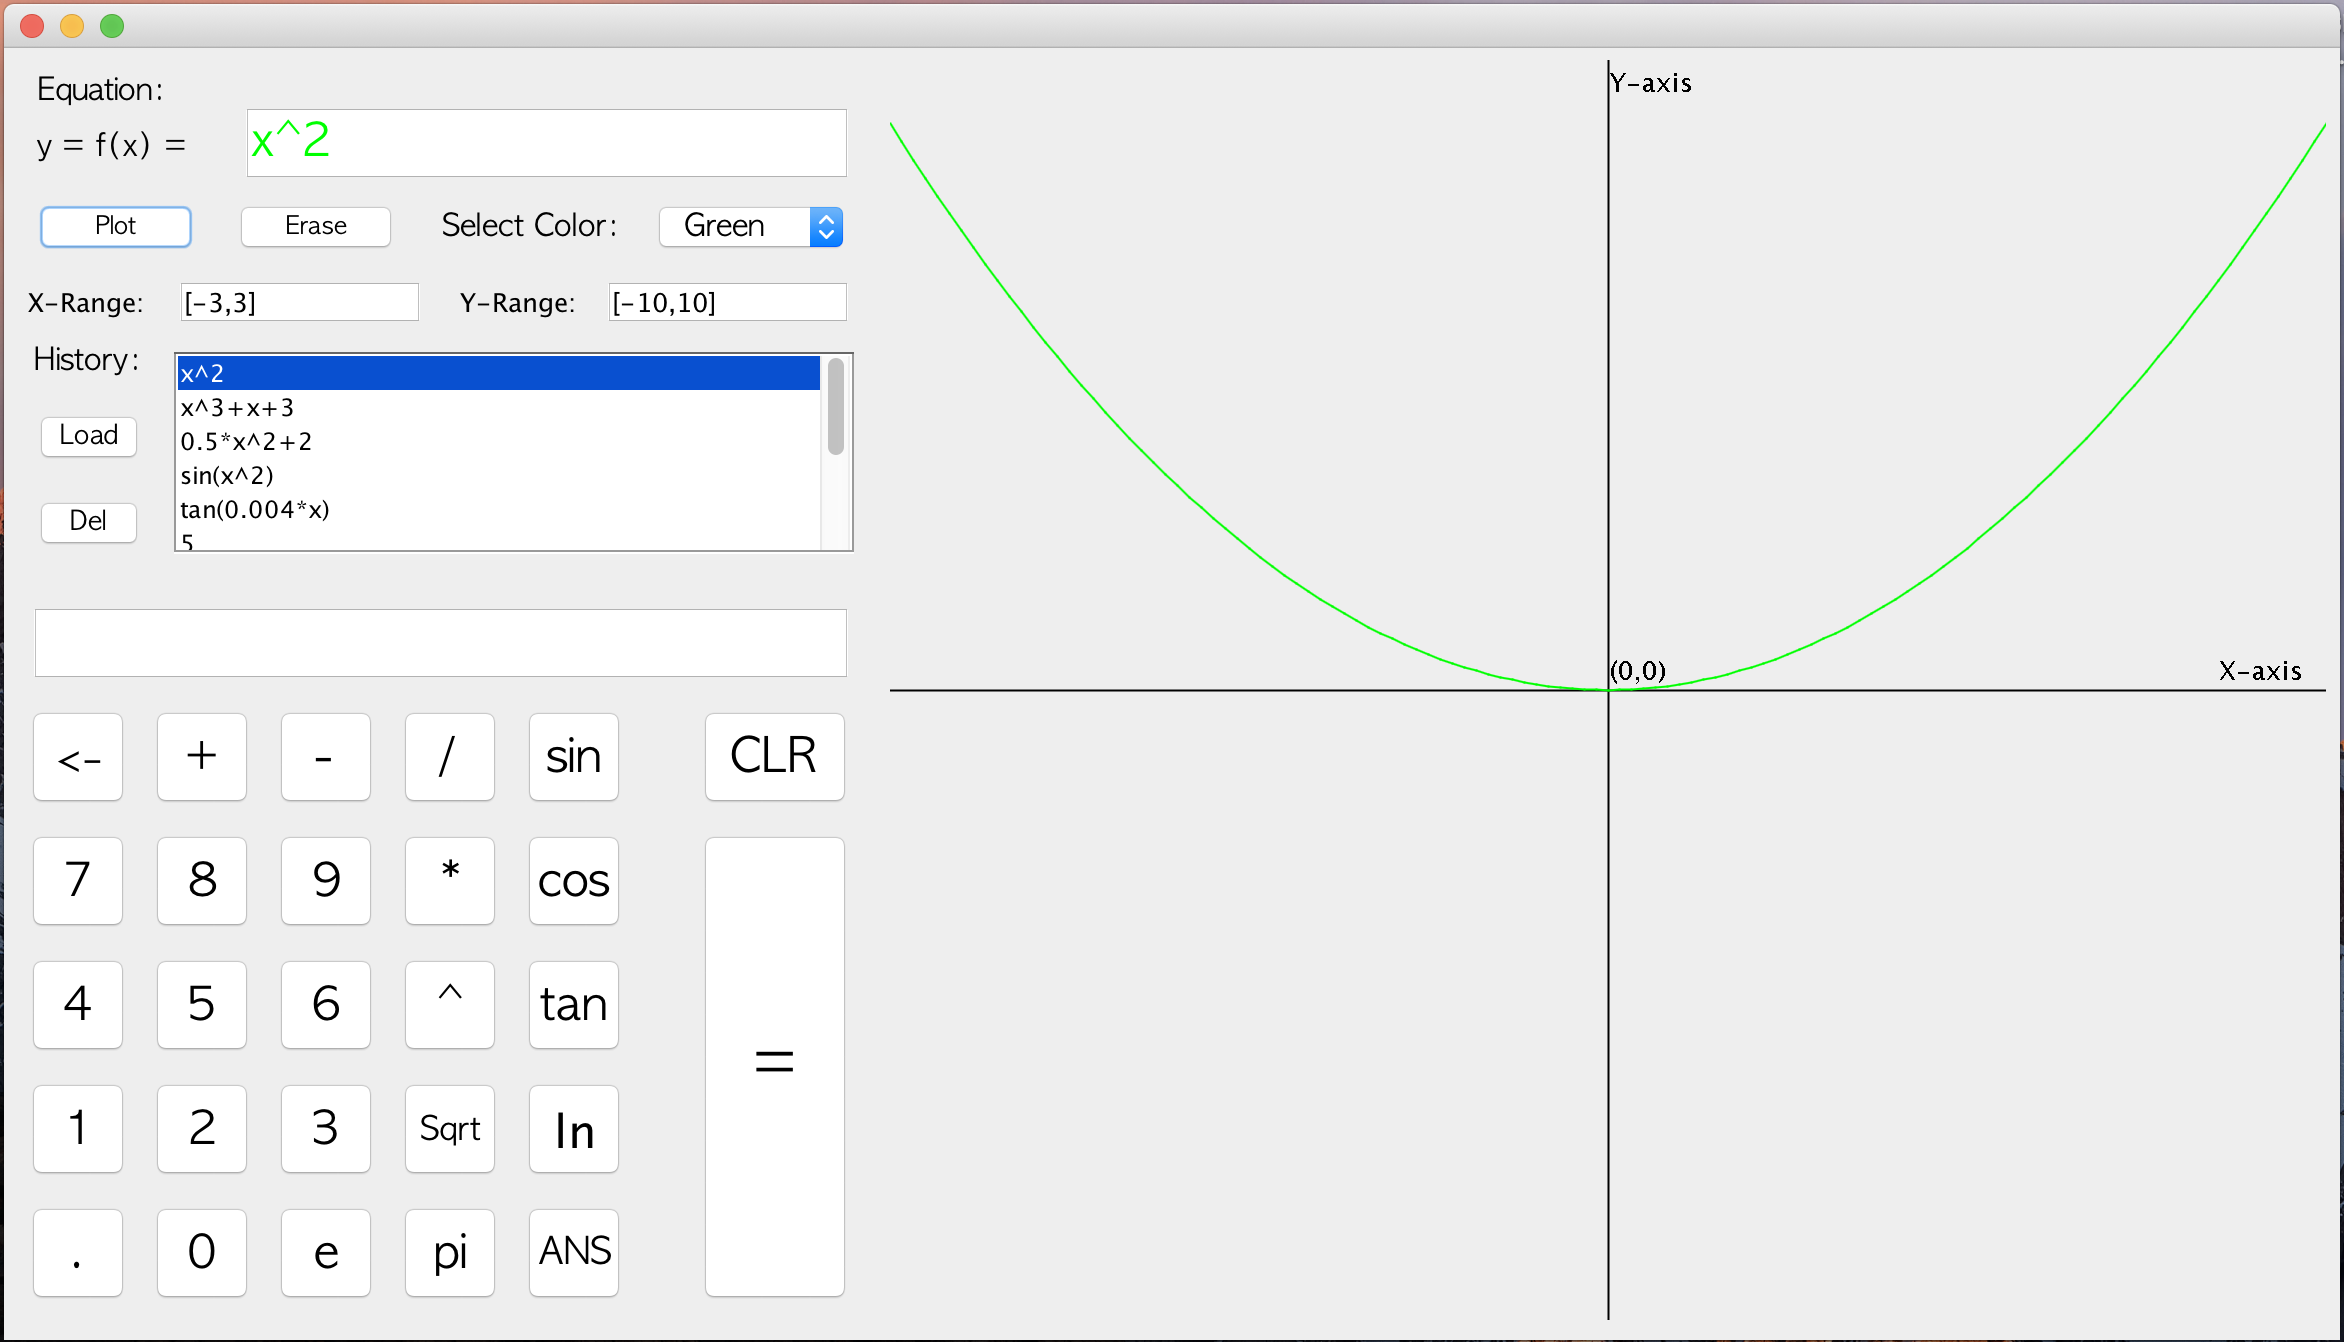 Equation:
y = f(x) = x^2
Plot Erase Select Color: Green
X-Range: [-3,3] Y-Range: [-10,10]
History:
x^2
x^3+x+3
0.5*x^2+2
sin(x^2)
tan(0.004*x)
5
Load
Del
<- + - / sin CLR
7 8 9 * cos
4 5 6 ^ tan
=
1 2 3 Sqrt ln
. 0 e pi ANS
Y-axis
(0,0)
X-axis